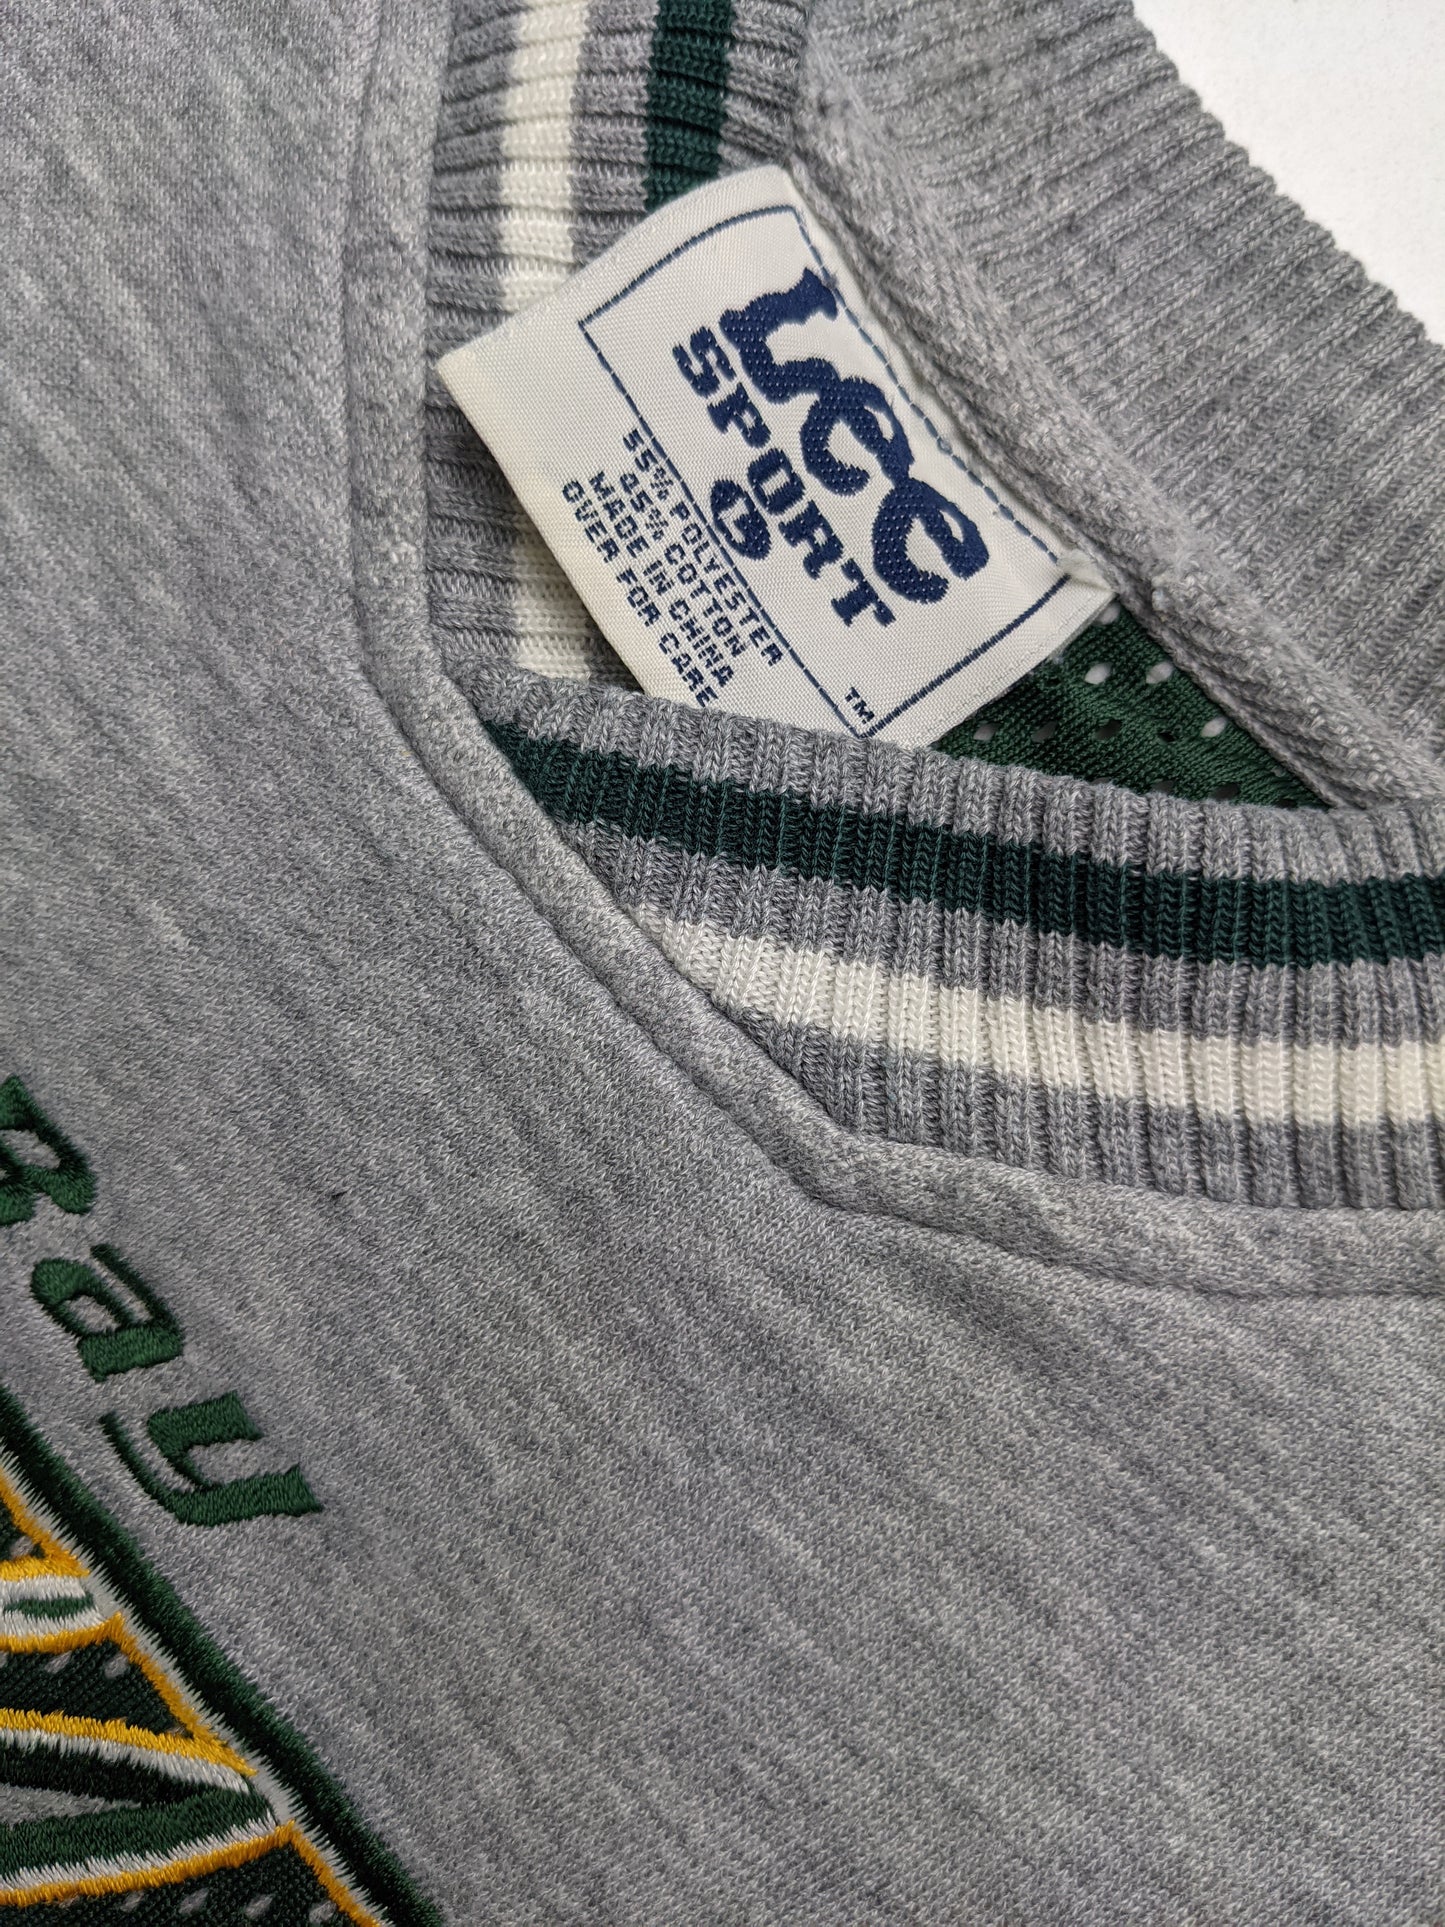 Lee
SPORT
L
55% POLYESTER
45% COTTON
MADE IN CHINA
OVER FOR CARE
TM
Bay